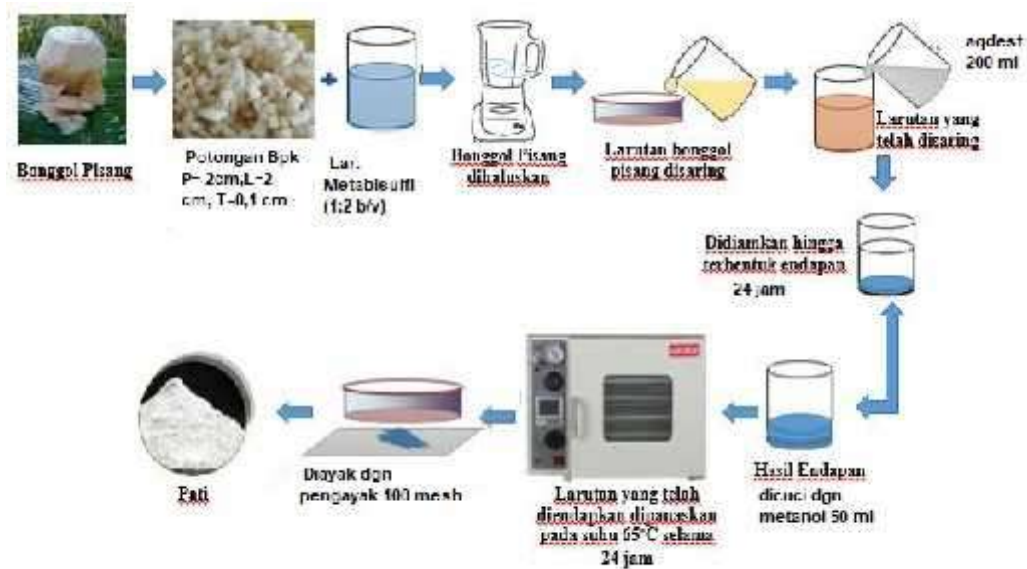 Bonggol Pisang
Potongan Bpk
P= 2cm,L=2
cm, T=0,1 cm
+
Lar.
Metabisulfit
(1:2 b/v)
Bonggol Pisang
dihaluskan
Larutan bonggol
pisang disaring
aqdest
200 ml
Larutan yang
telah disaring
Didiamkan hingga
terbentuk endapan
24 jam
Hasil Endapan
dicuci dgn
metanol 50 ml
Larutan yang telah
diendapkan dipanaskan
pada suhu 65°C selama
24 jam
Diayak dgn
pengayak 100 mesh
Pati